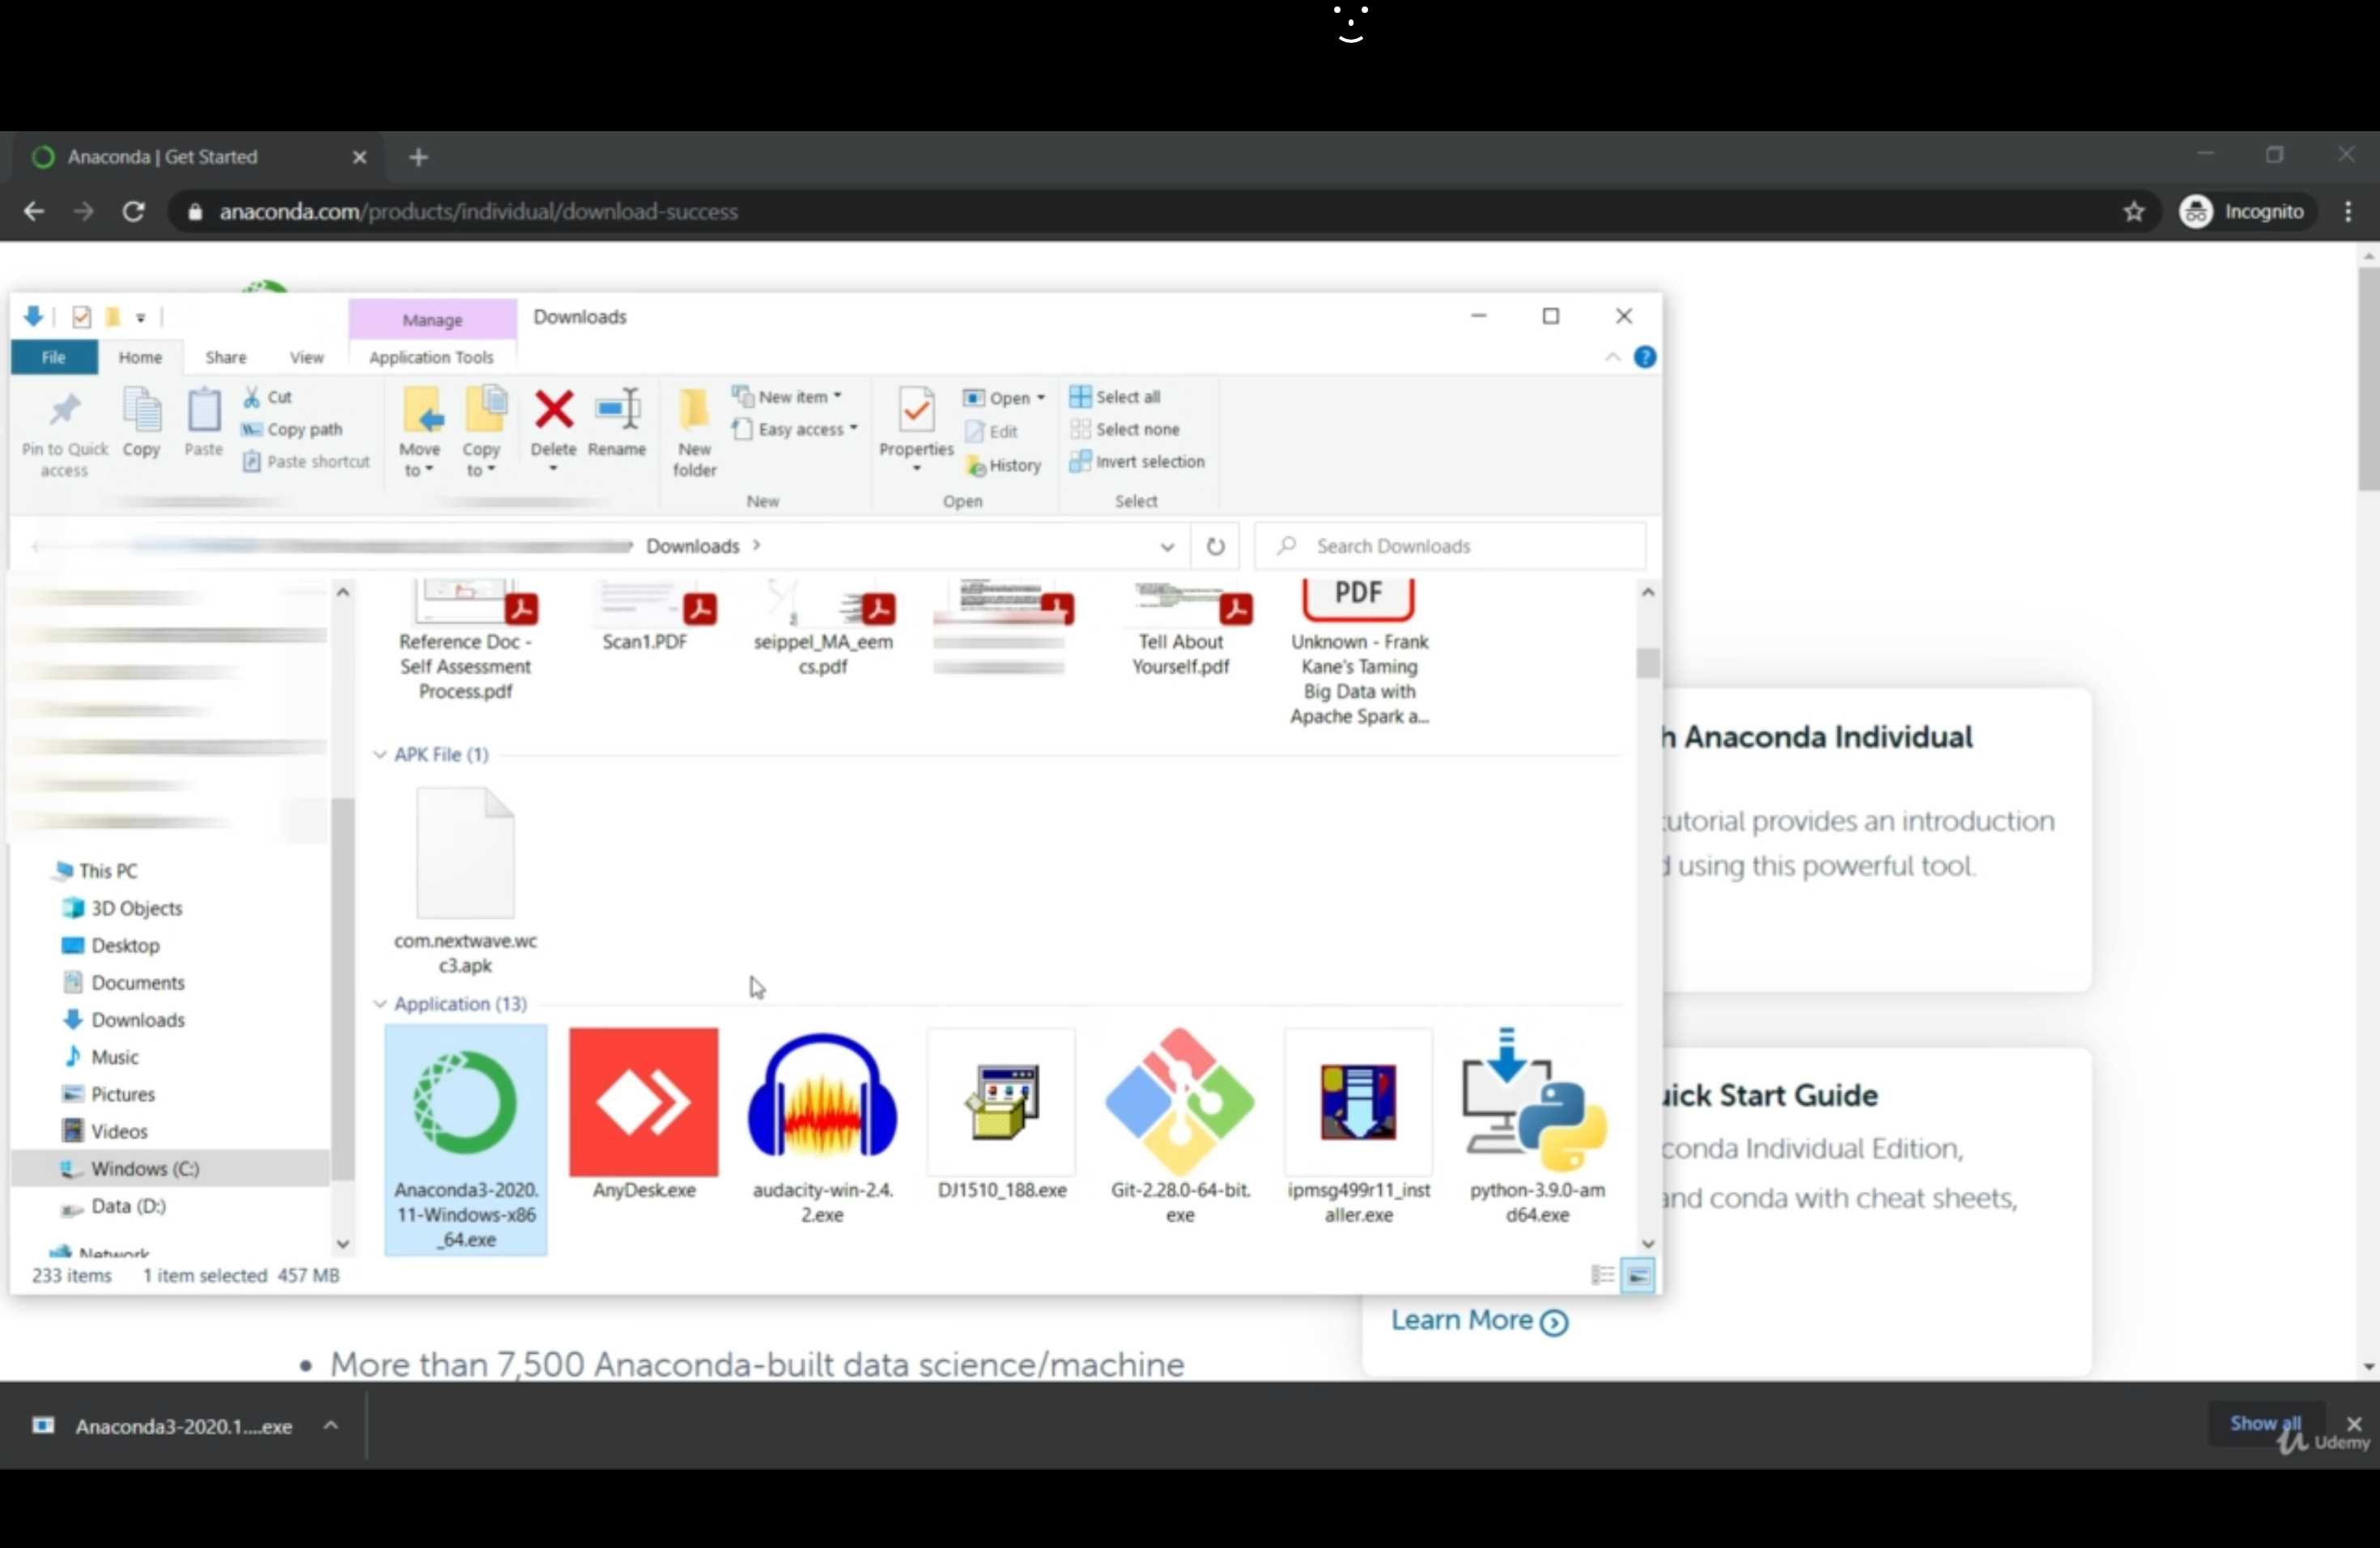 Anaconda | Get Started
anaconda.com/products/individual/download-success
Incognito
Manage
Downloads
File
Home
Share
View
Application Tools
Pin to Quick
access
Copy
Paste
Cut
Copy path
Paste shortcut
Move
to
Copy
to
Delete
Rename
New
folder
New item
Easy access
New
Properties
Open
Edit
History
Open
Select all
Select none
Invert selection
Select
Downloads
Search Downloads
Reference Doc -
Self Assessment
Process.pdf
Scan1.PDF
seippel_MA_eem
cs.pdf
Tell About
Yourself.pdf
PDF
Unknown - Frank
Kane's Taming
Big Data with
Apache Spark a...
APK File (1)
com.nextwave.wc
c3.apk
Application (13)
Anaconda3-2020.
11-Windows-x86
_64.exe
AnyDesk.exe
audacity-win-2.4.
2.exe
DJ1510_188.exe
Git-2.28.0-64-bit.
exe
ipmsg499r11_inst
aller.exe
python-3.9.0-am
d64.exe
This PC
3D Objects
Desktop
Documents
Downloads
Music
Pictures
Videos
Windows (C:)
Data (D:)
Network
233 items 1 item selected 457 MB
h Anaconda Individual
tutorial provides an introduction
d using this powerful tool.
uick Start Guide
conda Individual Edition,
and conda with cheat sheets,
Learn More
• More than 7,500 Anaconda-built data science/machine
Anaconda3-2020.1....exe
Show all
Udemy